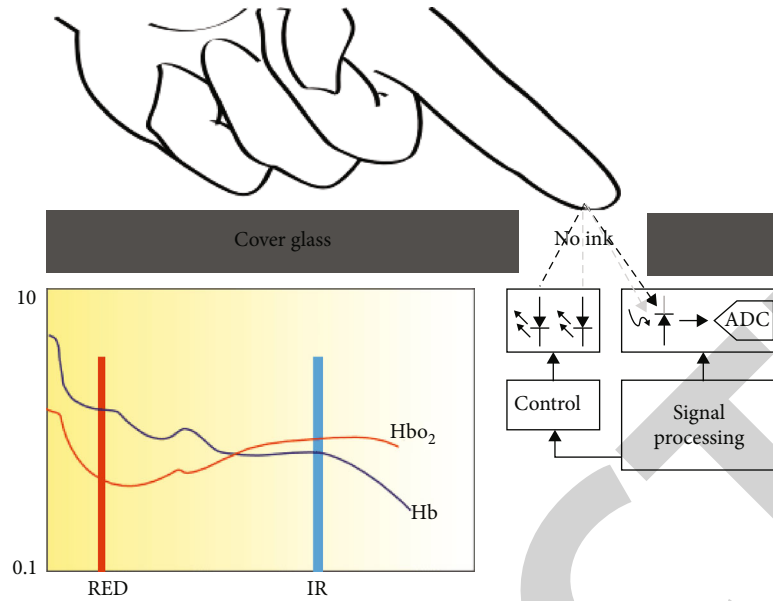 Cover glass
No ink
10
0.1
RED
IR
Hbo₂
Hb
ADC
Control
Signal
processing